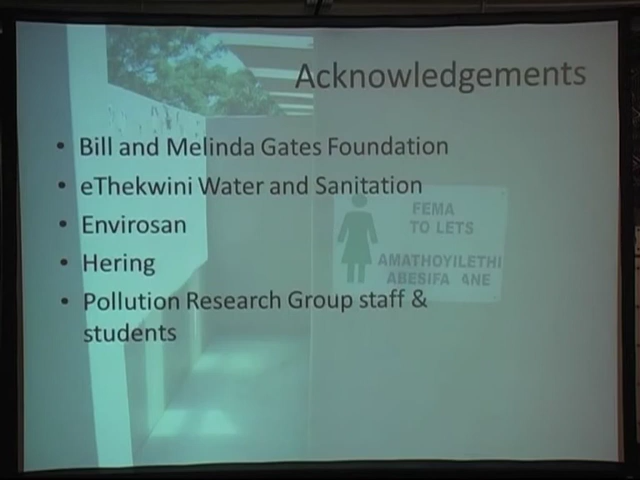 Acknowledgements
• Bill and Melinda Gates Foundation
• eThekwini Water and Sanitation
• Envirosan
• Hering
• Pollution Research Group staff &
students
FEMA
TO LETS
AMATHOYILETHI
ABESIFA ANE